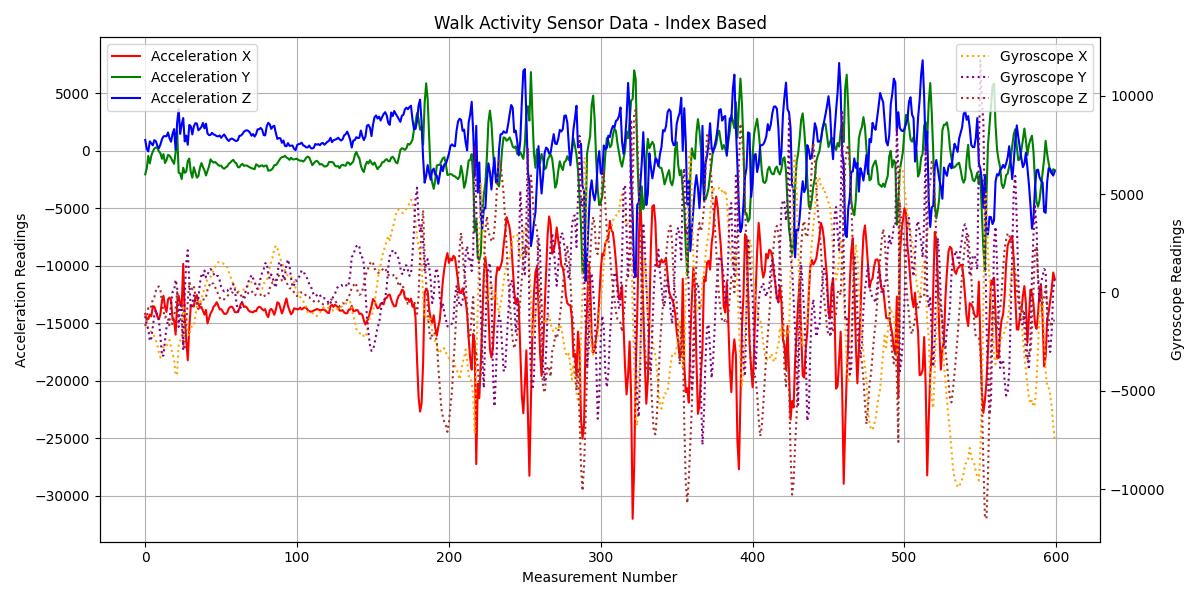 Walk Activity Sensor Data - Index Based
Acceleration X
Acceleration Y
Acceleration Z
Gyroscope X
Gyroscope Y
Gyroscope Z
Acceleration Readings
5000
0
−5000
−10000
−15000
−20000
−25000
−30000
10000
5000
0
−5000
−10000
Gyroscope Readings
0
100
200
300
400
500
600
Measurement Number